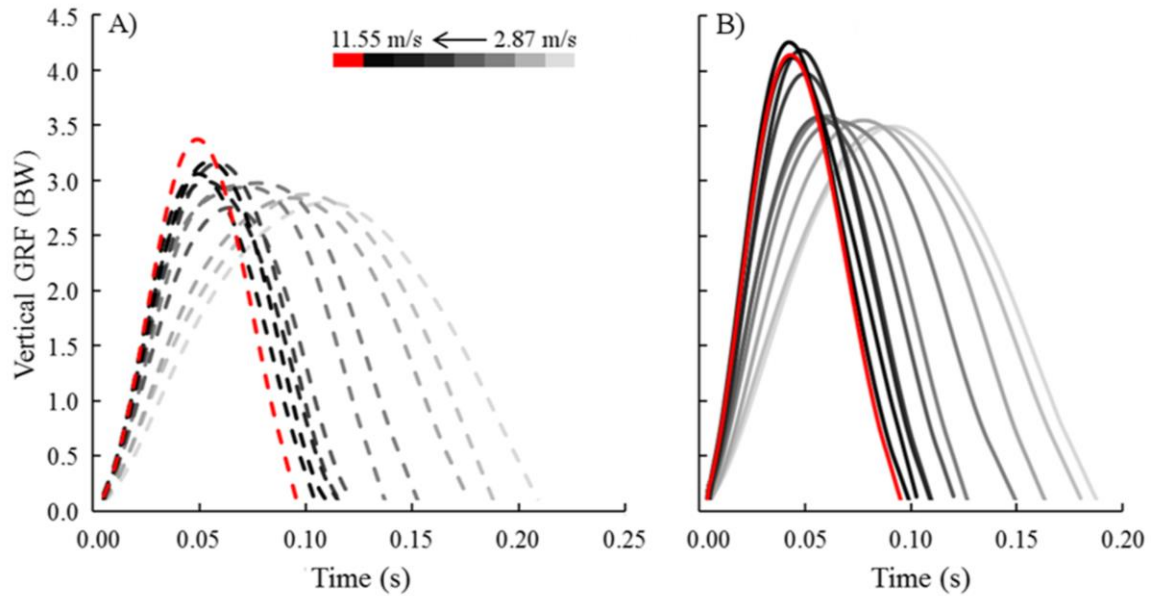 A)
11.55 m/s ← 2.87 m/s
B)
Vertical GRF (BW)
4.5
4.0
3.5
3.0
2.5
2.0
1.5
1.0
0.5
0.0
0.00 0.05 0.10 0.15 0.20 0.25
0.00 0.05 0.10 0.15 0.20
Time (s)
Time (s)